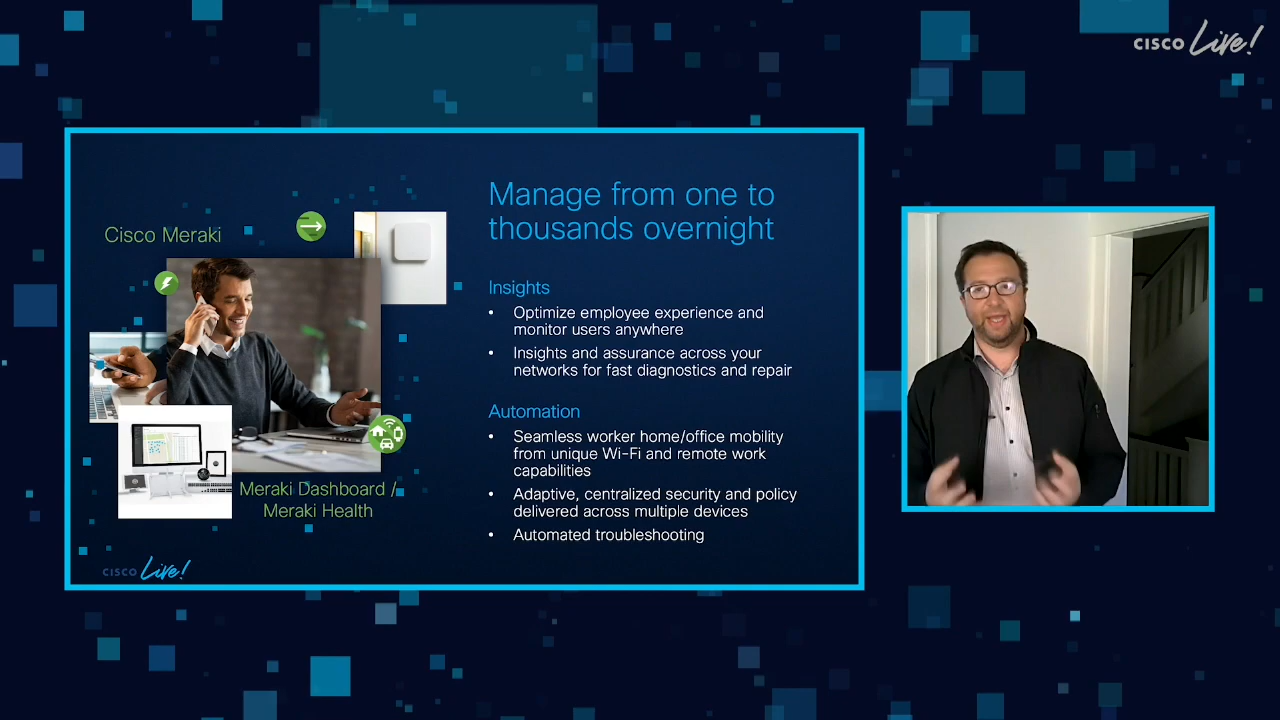 CISCO Live!
Cisco Meraki
Meraki Dashboard /
Meraki Health
CISCO Live!
Manage from one to
thousands overnight
Insights
• Optimize employee experience and
monitor users anywhere
• Insights and assurance across your
networks for fast diagnostics and repair
Automation
• Seamless worker home/office mobility
from unique Wi-Fi and remote work
capabilities
• Adaptive, centralized security and policy
delivered across multiple devices
• Automated troubleshooting